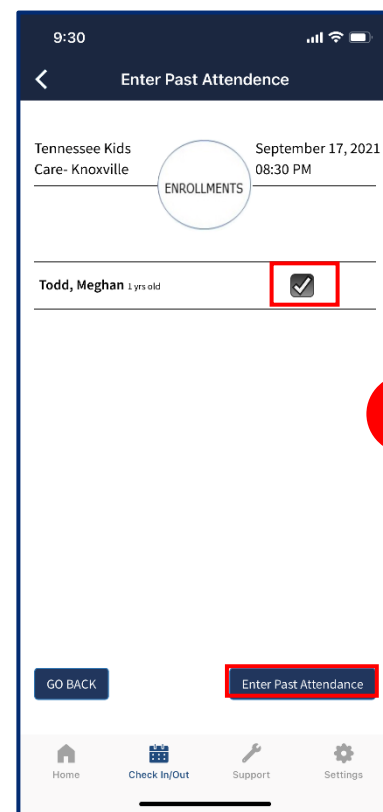 9:30
Enter Past Attendence
Tennessee Kids
Care- Knoxville
ENROLLMENTS
September 17, 2021
08:30 PM
Todd, Meghan 1 yrs old
GO BACK
Enter Past Attendance
Home
Check In/Out
Support
Settings